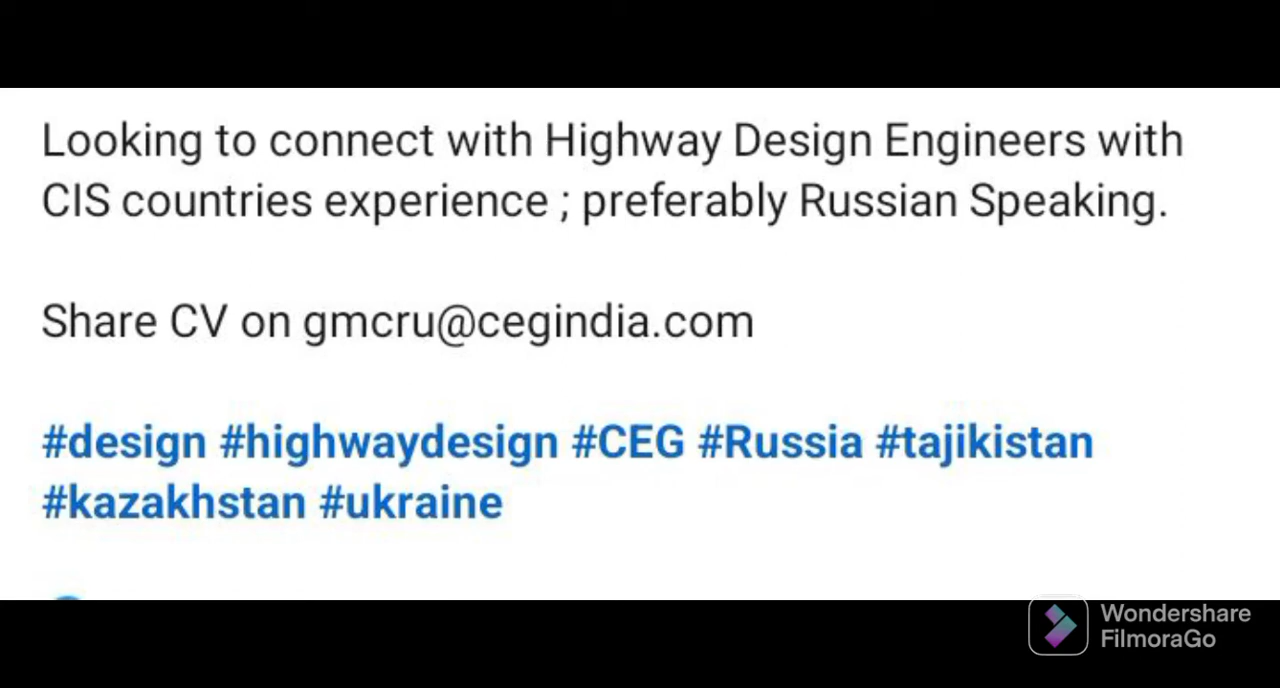 Looking to connect with Highway Design Engineers with
CIS countries experience ; preferably Russian Speaking.
Share CV on gmcru@cegindia.com
#design #highwaydesign #CEG #Russia #tajikistan
#kazakhstan #ukraine
Wondershare
FilmoraGo